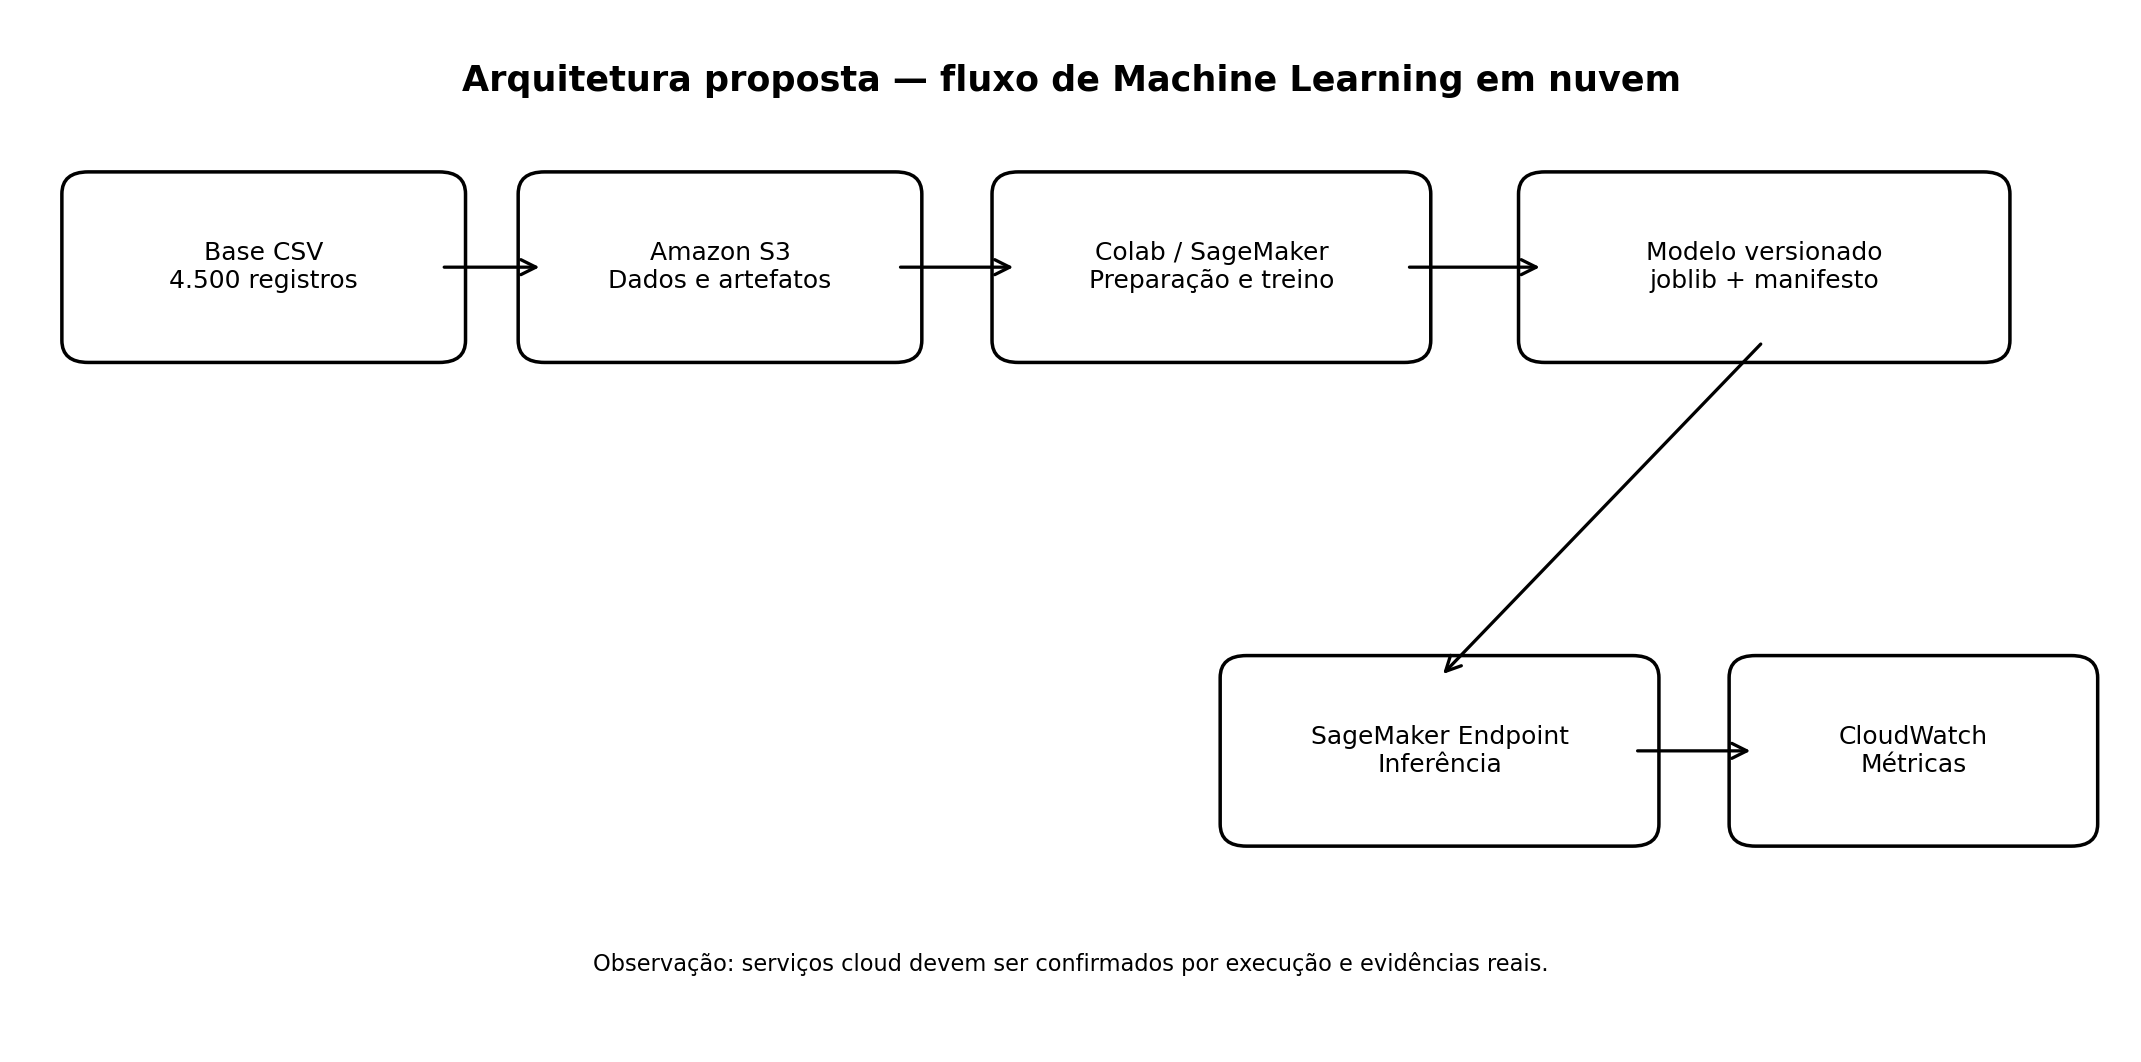 Arquitetura proposta — fluxo de Machine Learning em nuvem
Base CSV
4.500 registros
Amazon S3
Dados e artefatos
Colab / SageMaker
Preparação e treino
Modelo versionado
joblib + manifesto
SageMaker Endpoint
Inferência
CloudWatch
Métricas
Observação: serviços cloud devem ser confirmados por execução e evidências reais.